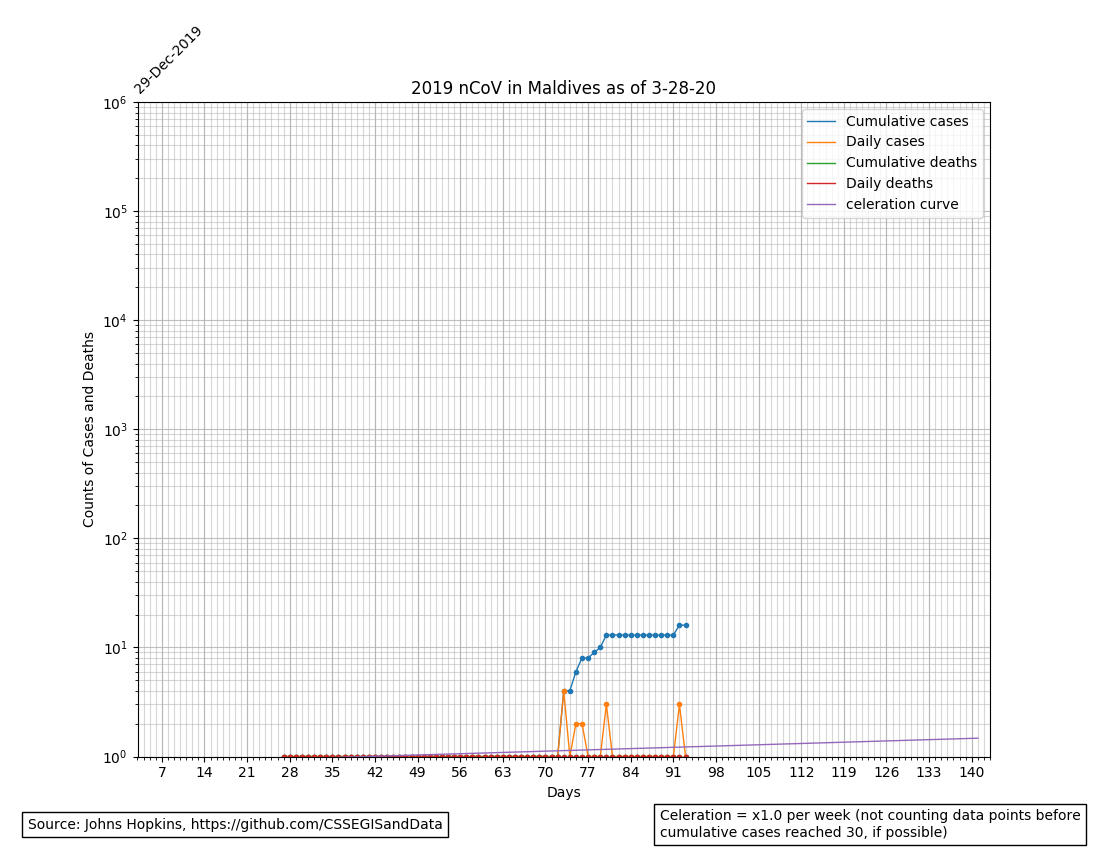 29-Dec-2019
2019 nCoV in Maldives as of 3-28-20
10^6
10^5
10^4
10^3
10^2
10^1
10^0
Counts of Cases and Deaths
Cumulative cases
Daily cases
Cumulative deaths
Daily deaths
celeration curve
7 14 21 28 35 42 49 56 63 70 77 84 91 98 105 112 119 126 133 140
Days
Source: Johns Hopkins, https://github.com/CSSEGISandData
Celeration = x1.0 per week (not counting data points before
cumulative cases reached 30, if possible)